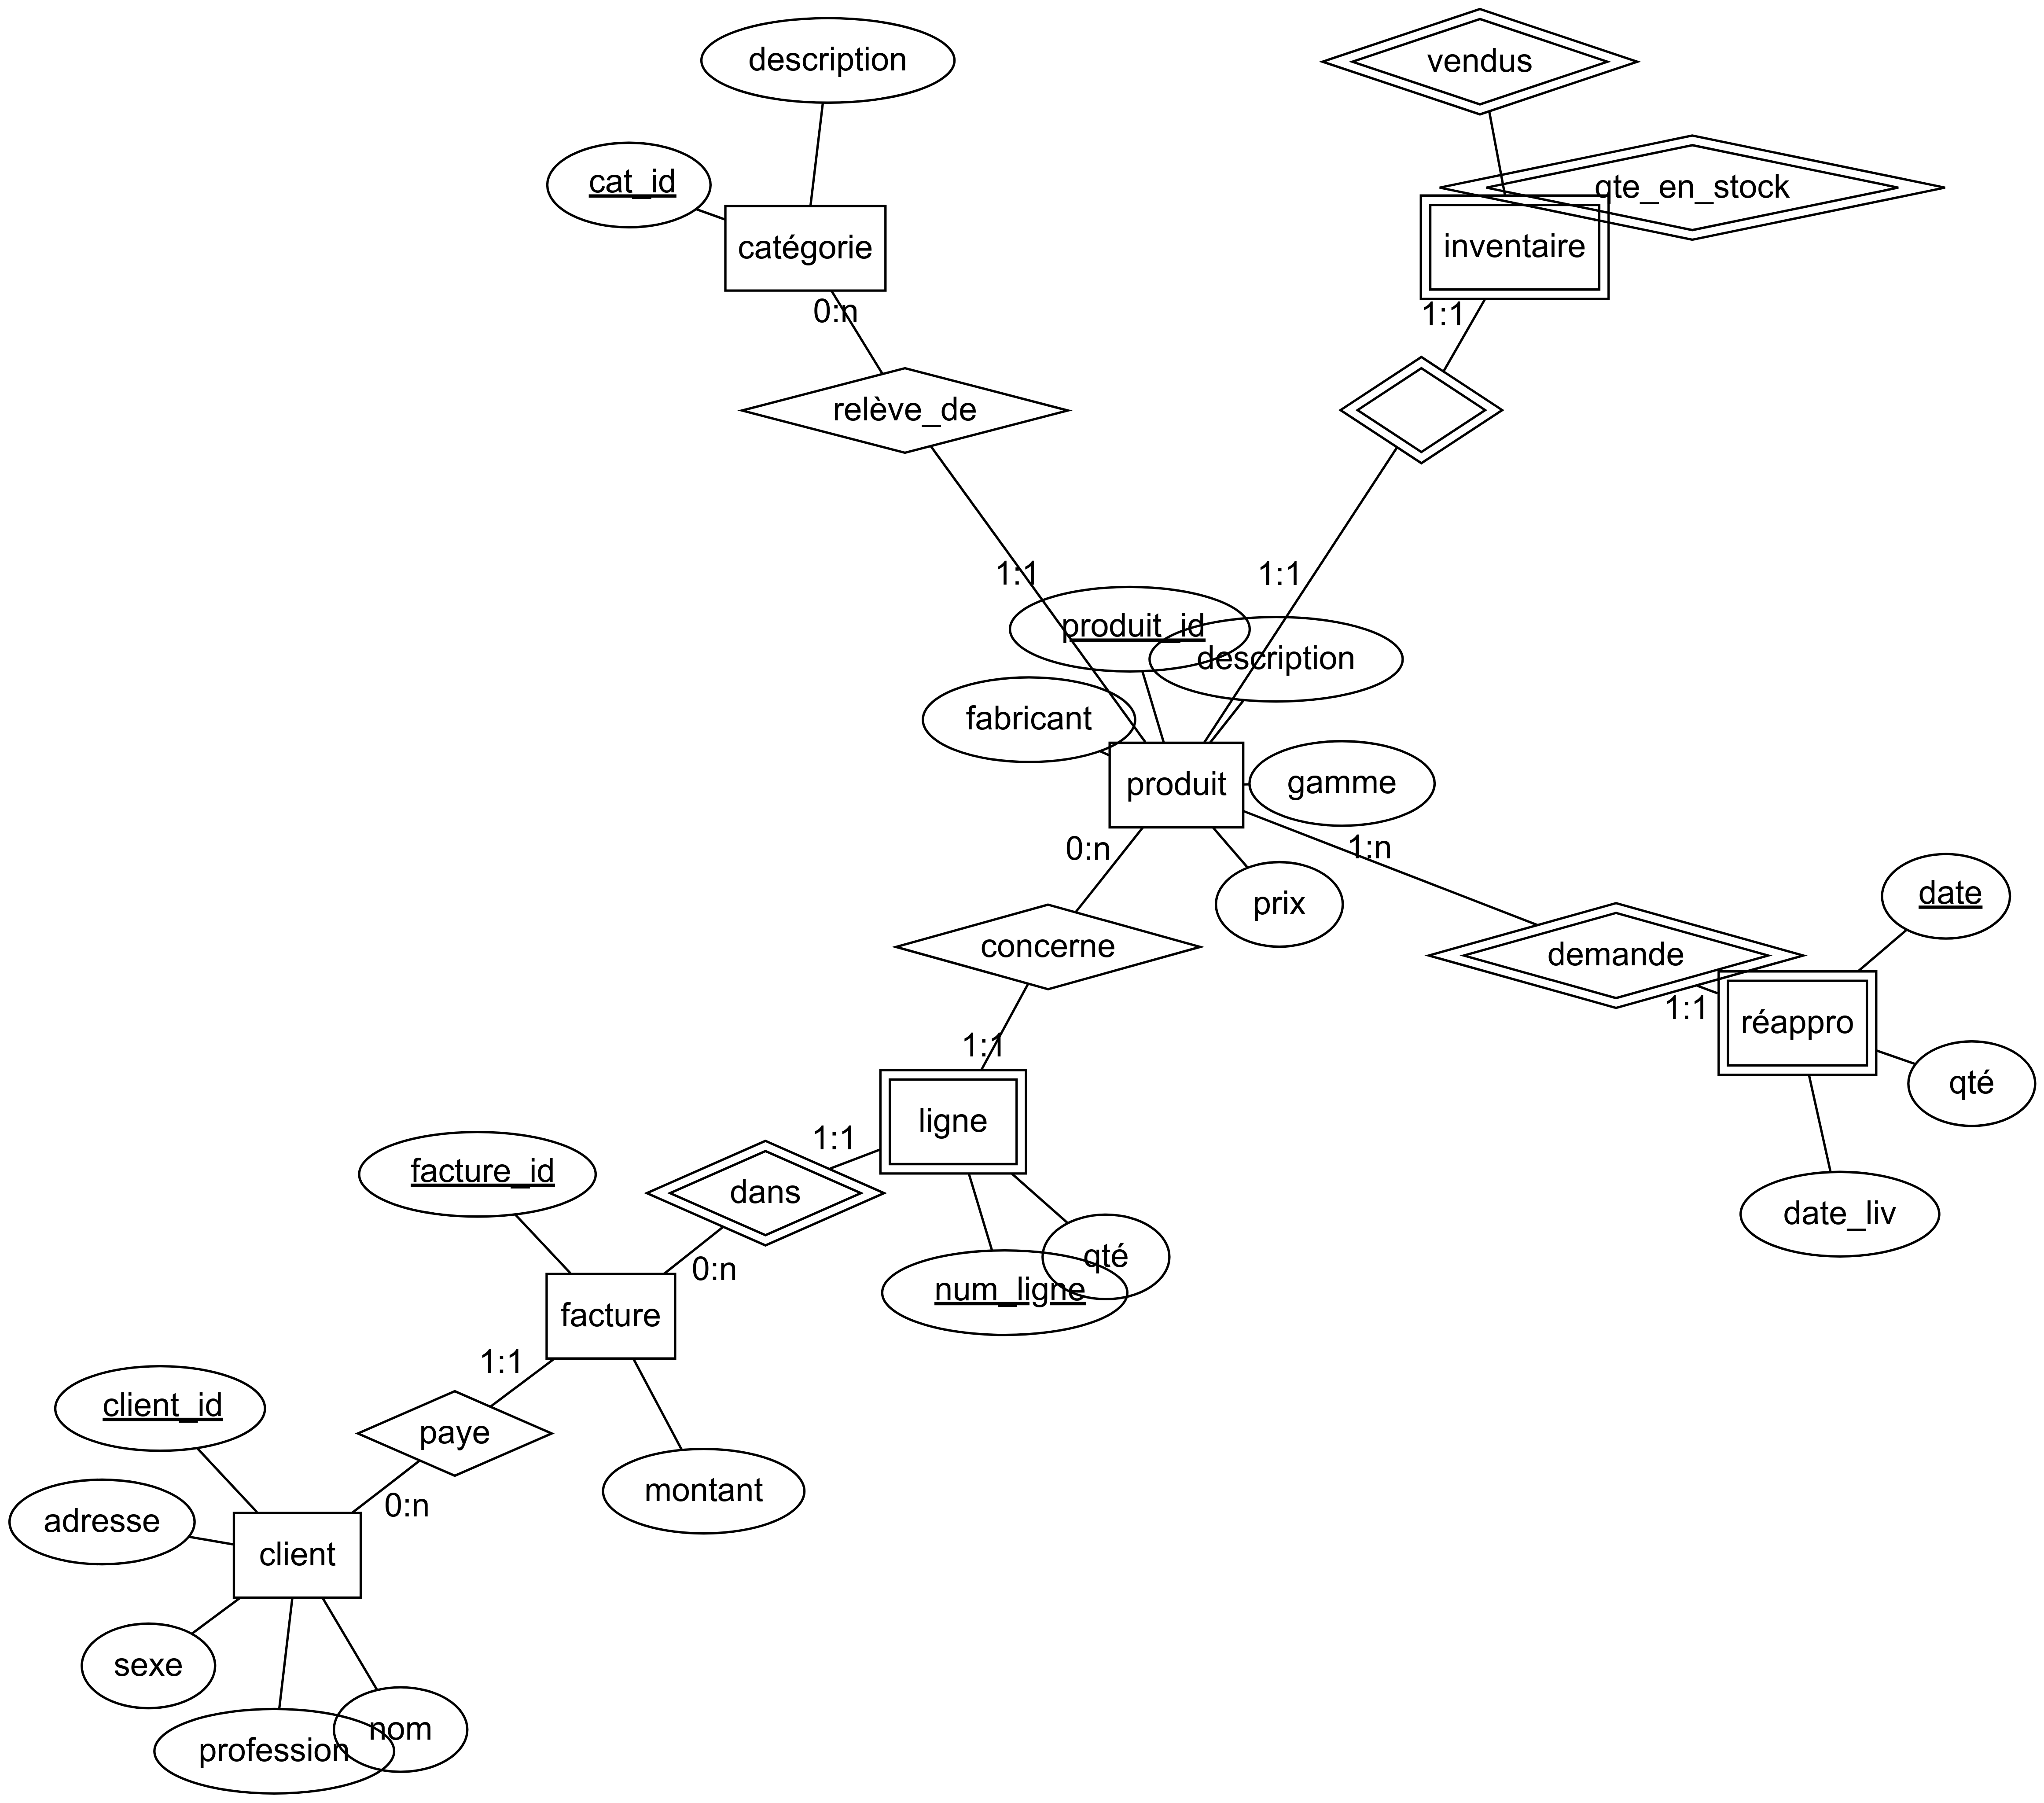 description
vendus
cat_id
qte_en_stock
catégorie
inventaire
0:n
1:1
relève_de
1:1
1:1
produit_id
description
fabricant
produit
gamme
0:n
1:n
prix
date
concerne
demande
1:1
réappro
1:1
qté
ligne
1:1
facture_id
dans
date_liv
qté
0:n
num_ligne
facture
1:1
client_id
paye
montant
0:n
adresse
client
sexe
nom
profession